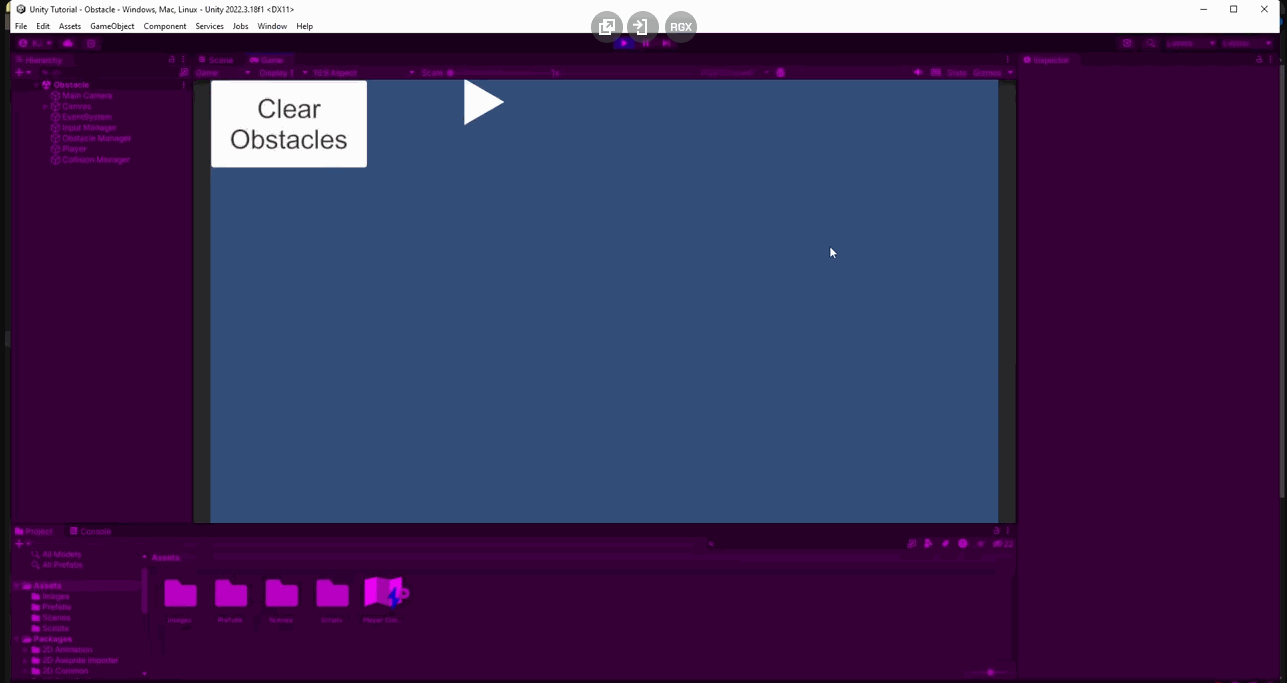 Unity Tutorial - Obstacle - Windows, Mac, Linux - Unity 2022.3.18f1 <DX11>
File Edit Assets GameObject Component Services Jobs Window Help
RGX
Hierarchy
Scene
Game
Inspector
Game
Display 1
16:9 Aspect
Scale
1x
Stats
Gizmos
Obstacle
Main Camera
Canvas
EventSystem
Input Manager
Obstacle Manager
Player
Collision Manager
Clear
Obstacles
Project
Console
All Models
All Prefabs
Assets
Images
Prefabs
Scenes
Scripts
Packages
2D Animation
2D Aseprite Importer
2D Common
Assets
Images
Prefabs
Scenes
Scripts